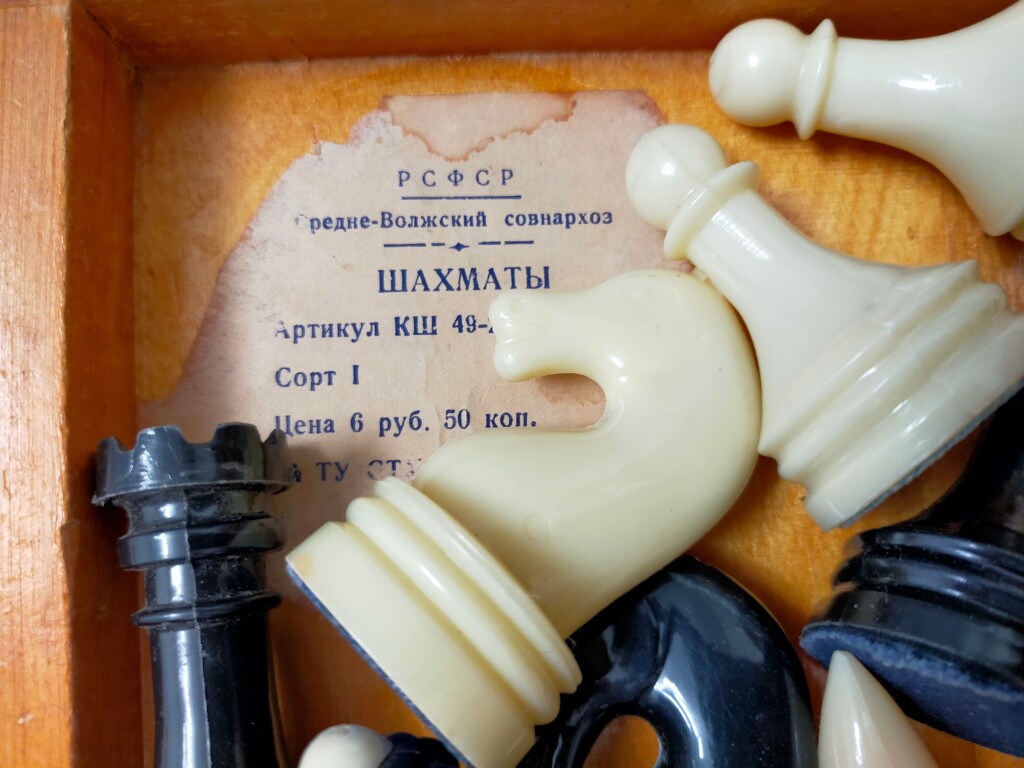 РСФСР
Средне-Волжский совнархоз
ШАХМАТЫ
Артикул КШ 49-
Сорт I
Цена 6 руб. 50 коп.
ТУ